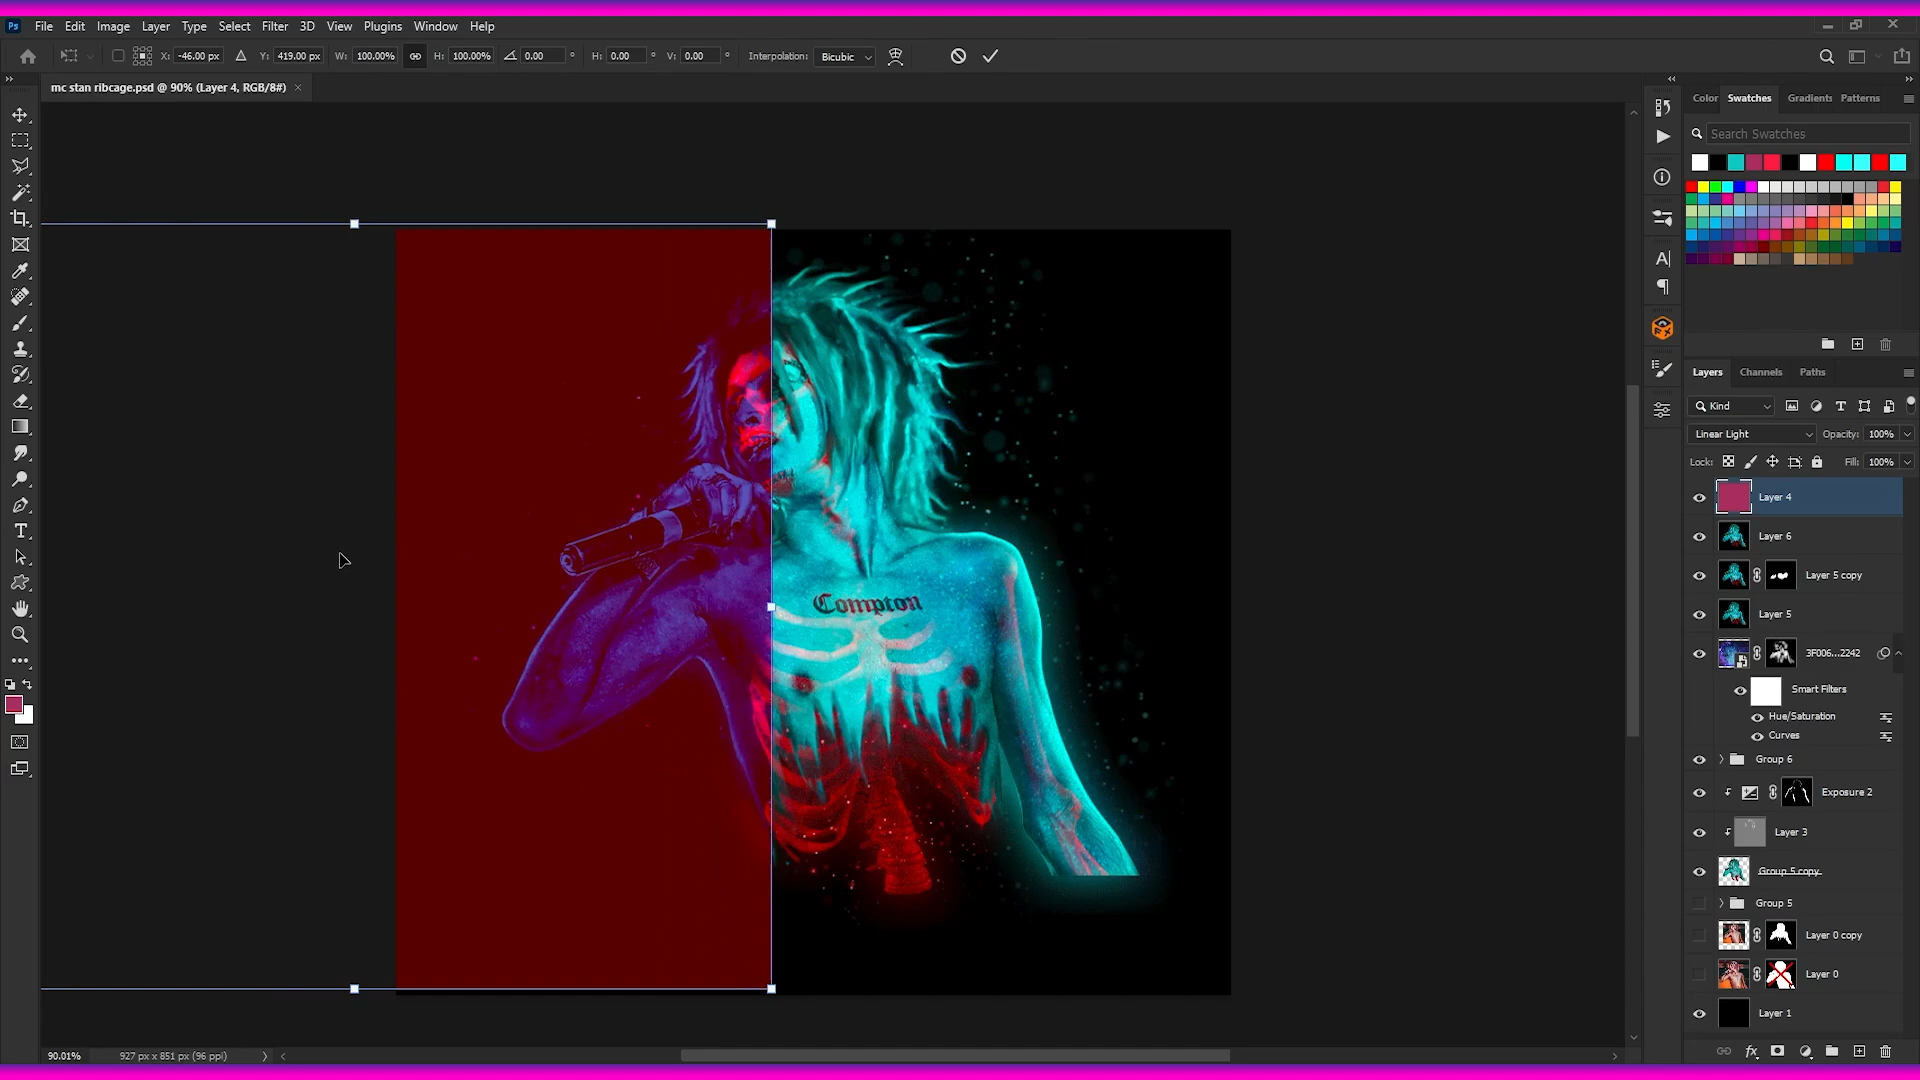 Ps File Edit Image Layer Type Select Filter 3D View Plugins Window Help
X: -46.00 px Y: 419.00 px W: 100.00% H: 100.00% 0.00 ° H: 0.00 ° V: 0.00 ° Interpolation: Bicubic
mc stan ribcage.psd @ 90% (Layer 4, RGB/8#) ×
Color Swatches Gradients Patterns
Search Swatches
Layers Channels Paths
Kind
Linear Light Opacity: 100%
Lock: Fill: 100%
Layer 4
Layer 6
Layer 5 copy
Layer 5
3F006...2242
Smart Filters
Hue/Saturation
Curves
Group 6
Exposure 2
Layer 3
Group 5 copy
Group 5
Layer 0 copy
Layer 0
Layer 1
Compton
90.01% 927 px x 851 px (96 ppi)